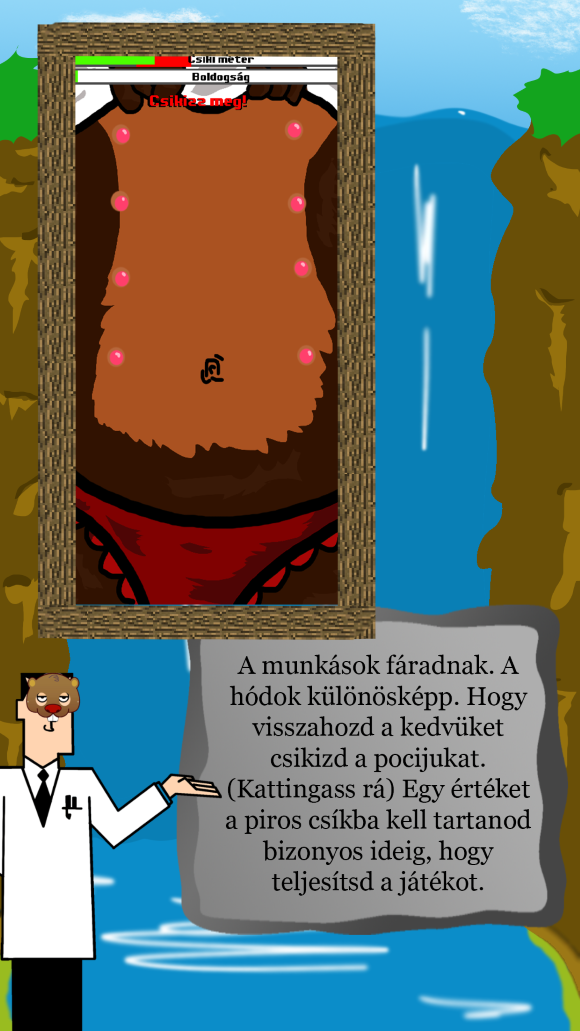 Csiki méter
Boldogság
Csikizz meg!
A munkások fáradnak. A
hódok különösképp. Hogy
visszahozd a kedvüket
csikizd a pocijukat.
(Kattingass rá) Egy értéket
a piros csíkba kell tartanod
bizonyos ideig, hogy
teljesítsd a játékot.